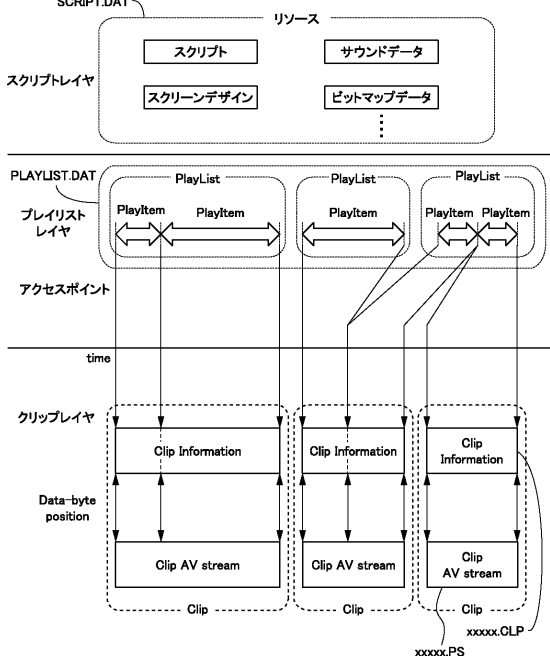 SCRIPT.DAT
リソース
スクリプト
サウンドデータ
スクリプトレイヤ
スクリーンデザイン
ビットマップデータ
PLAYLIST.DAT
PlayList
PlayList
PlayList
プレイリスト
レイヤ
PlayItem
PlayItem
PlayItem
PlayItem
PlayItem
アクセスポイント
time
クリップレイヤ
Clip Information
Clip Information
Clip
Information
Data-byte
position
Clip AV stream
Clip AV stream
Clip
AV stream
Clip
Clip
Clip
xxxxx.CLP
xxxxx.PS